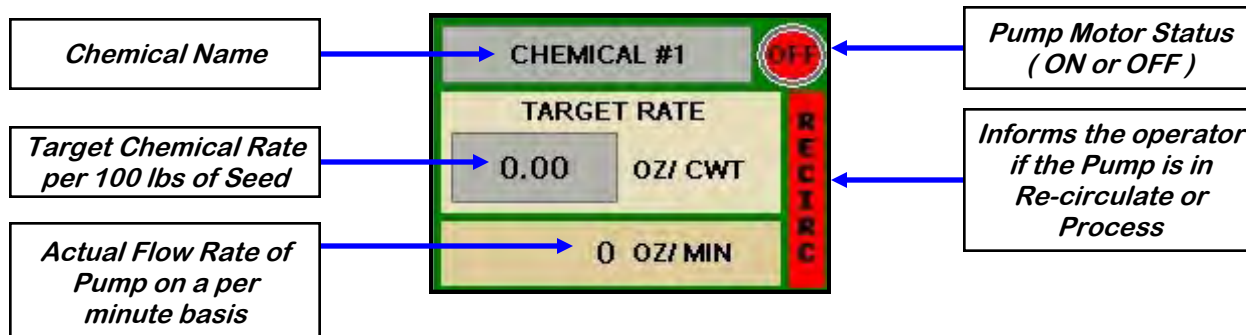 Chemical Name
Target Chemical Rate
per 100 lbs of Seed
Actual Flow Rate of
Pump on a per
minute basis
CHEMICAL #1
OFF
TARGET RATE
0.00 OZ/ CWT
0 OZ/ MIN
RECIRC
Pump Motor Status
( ON or OFF )
Informs the operator
if the Pump is in
Re-circulate or
Process